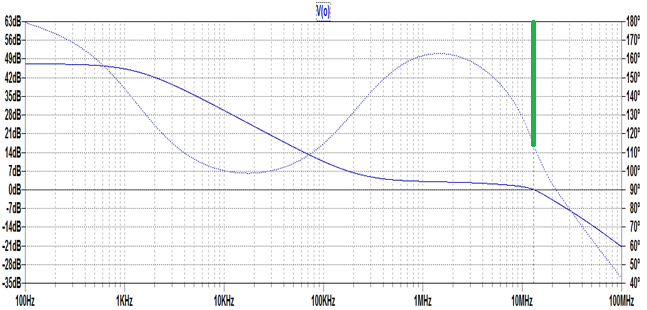 V(o)
63dB
56dB
49dB
42dB
35dB
28dB
21dB
14dB
7dB
0dB
-7dB
-14dB
-21dB
-28dB
-35dB
180°
170°
160°
150°
140°
130°
120°
110°
100°
90°
80°
70°
60°
50°
40°
100Hz
1KHz
10KHz
100KHz
1MHz
10MHz
100MHz